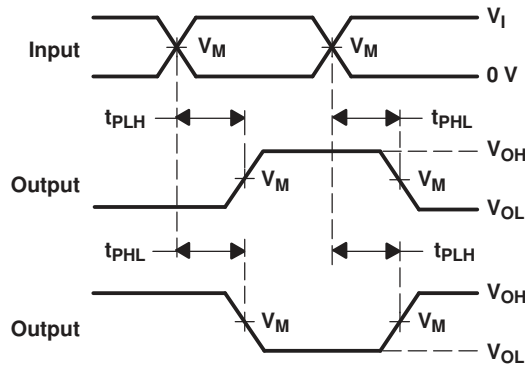 V_I
Input V_M V_M
0 V
t_PLH t_PHL
V_OH
Output V_M V_M
V_OL
t_PHL t_PLH
V_OH
Output V_M V_M
V_OL